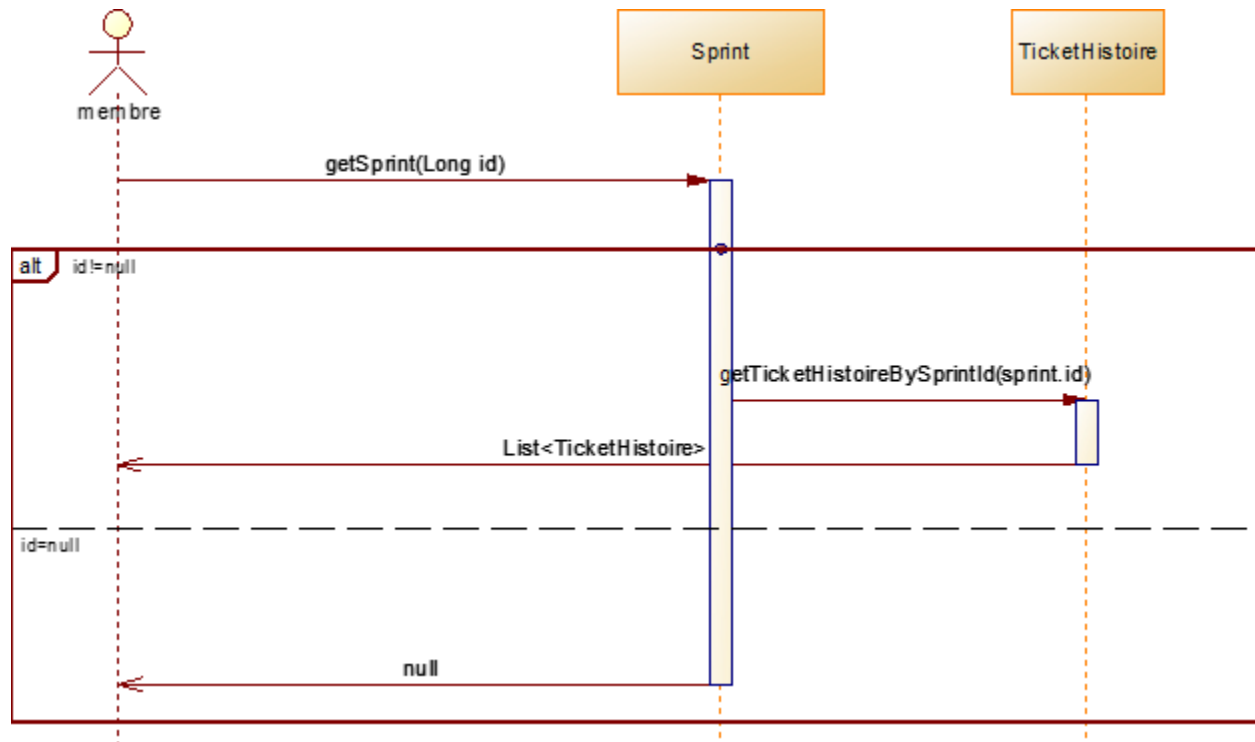 Sprint
TicketHistoire
membre
getSprint(Long id)
alt
id!=null
getTicketHistoireBySprintId(sprint.id)
List<TicketHistoire>
id=null
null